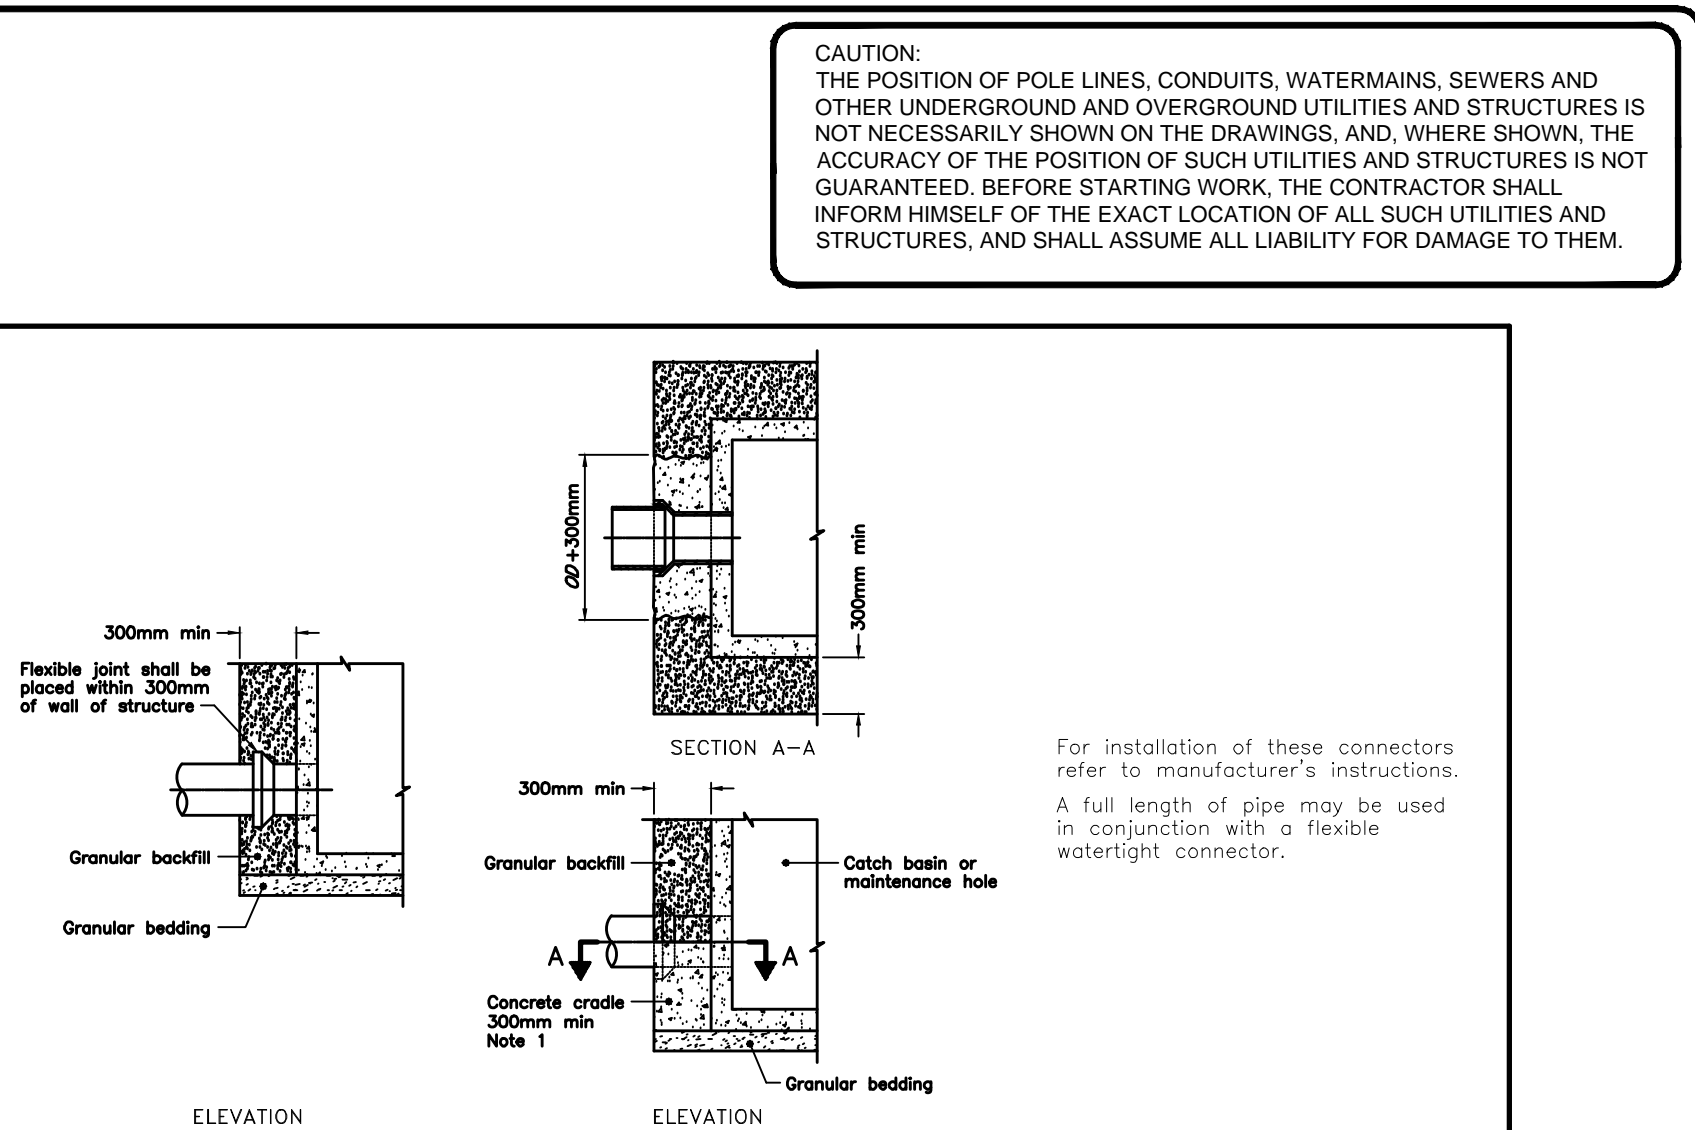 CAUTION:
THE POSITION OF POLE LINES, CONDUITS, WATERMAINS, SEWERS AND
OTHER UNDERGROUND AND OVERGROUND UTILITIES AND STRUCTURES IS
NOT NECESSARILY SHOWN ON THE DRAWINGS, AND, WHERE SHOWN, THE
ACCURACY OF THE POSITION OF SUCH UTILITIES AND STRUCTURES IS NOT
GUARANTEED. BEFORE STARTING WORK, THE CONTRACTOR SHALL
INFORM HIMSELF OF THE EXACT LOCATION OF ALL SUCH UTILITIES AND
STRUCTURES, AND SHALL ASSUME ALL LIABILITY FOR DAMAGE TO THEM.
300mm min
Flexible joint shall be
placed within 300mm
of wall of structure
Granular backfill
Granular bedding
ELEVATION
OD+300mm
300mm min
SECTION A-A
300mm min
Granular backfill
Catch basin or
maintenance hole
A
A
Concrete cradle
300mm min
Note 1
Granular bedding
ELEVATION
For installation of these connectors
refer to manufacturer's instructions.
A full length of pipe may be used
in conjunction with a flexible
watertight connector.